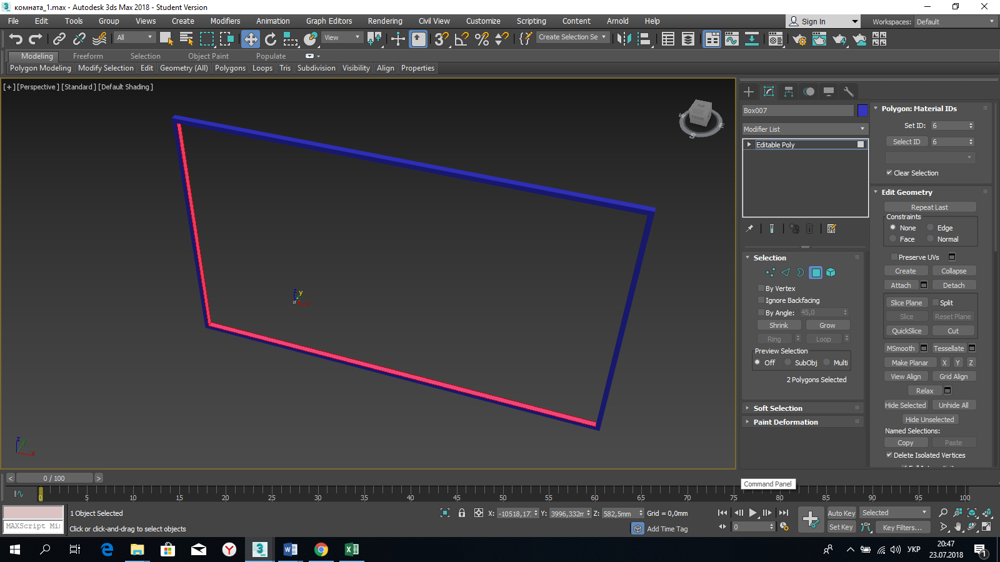 комната_1.max - Autodesk 3ds Max 2018 - Student Version
File Edit Tools Group Views Create Modifiers Animation Graph Editors Rendering Civil View Customize Scripting Content Arnold Help
Sign In Workspaces: Default
All View Create Selection Se
Modeling Freeform Selection Object Paint Populate
Polygon Modeling Modify Selection Edit Geometry (All) Polygons Loops Tris Subdivision Visibility Align Properties
[+] [Perspective] [Standard] [Default Shading]
Box007
Modifier List
Editable Poly
Selection
By Vertex
Ignore Backfacing
By Angle: 45,0
Shrink Grow
Ring Loop
Preview Selection
Off SubObj Multi
2 Polygons Selected
Soft Selection
Paint Deformation
Polygon: Material IDs
Set ID: 6
Select ID 6
Clear Selection
Edit Geometry
Repeat Last
Constraints
None Edge
Face Normal
Preserve UVs
Create Collapse
Attach Detach
Slice Plane Split
Slice Reset Plane
QuickSlice Cut
MSmooth Tessellate
Make Planar X Y Z
View Align Grid Align
Relax
Hide Selected Unhide All
Hide Unselected
Named Selections:
Copy Paste
Delete Isolated Vertices
z y x
z y x
W S E
FRONT
< 0 / 100 >
Command Panel
0 5 10 15 20 25 30 35 40 45 50 55 60 65 70 75 80 85 90 95 100
1 Object Selected
X: -10518,17 Y: 3996,332m Z: 582,5mm Grid = 0,0mm
Auto Key Selected
MAXScript Mi
Click or click-and-drag to select objects
Add Time Tag
0
Set Key Key Filters...
УКР
20:47
23.07.2018
1